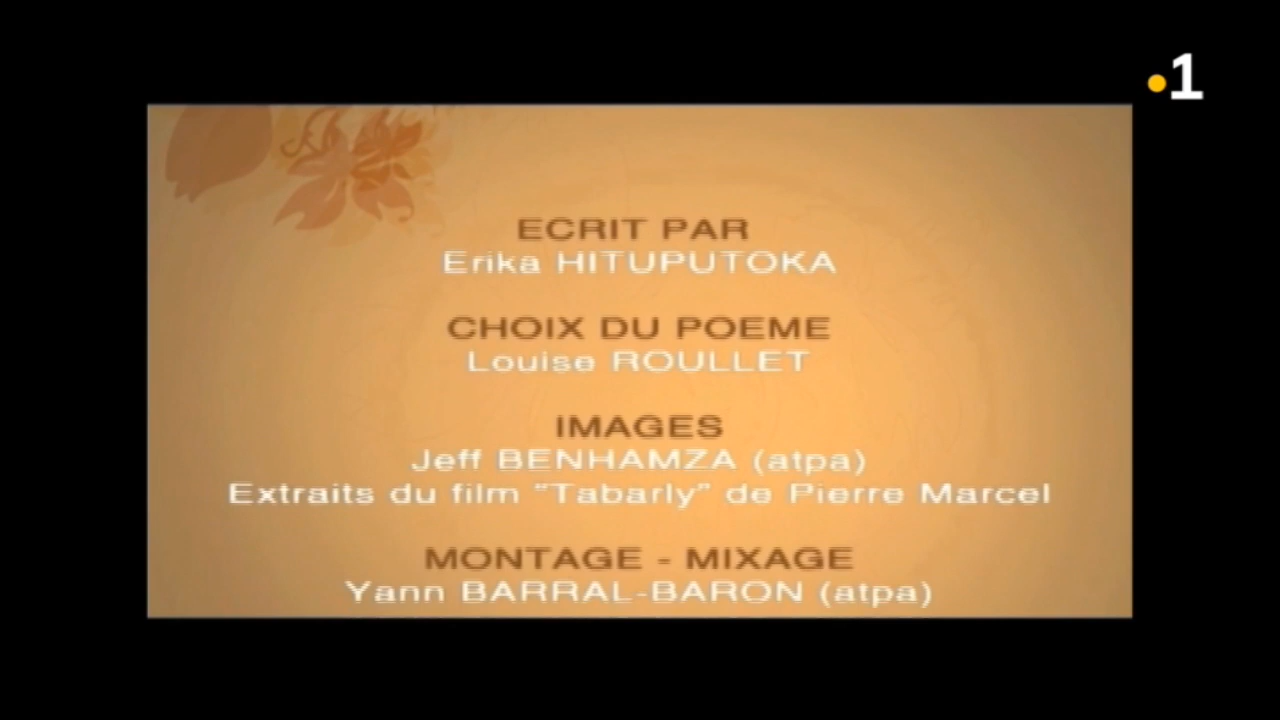 1
ECRIT PAR
Erika HITUPUTOKA
CHOIX DU POEME
Louise ROULLET
IMAGES
Jeff BENHAMZA (atpa)
Extraits du film "Tabarly" de Pierre Marcel
MONTAGE - MIXAGE
Yann BARRAL-BARON (atpa)